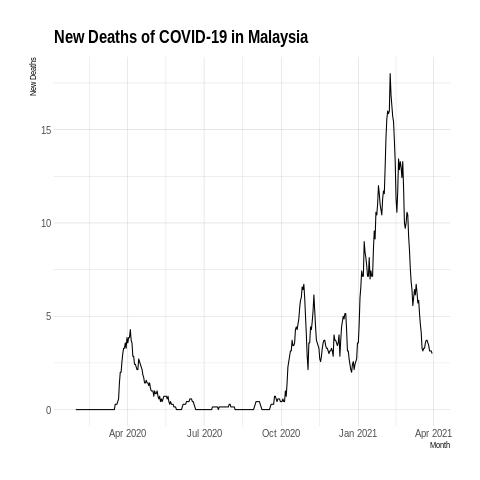 New Deaths of COVID-19 in Malaysia
New Deaths
15
10
5
0
Apr 2020 Jul 2020 Oct 2020 Jan 2021 Apr 2021
Month